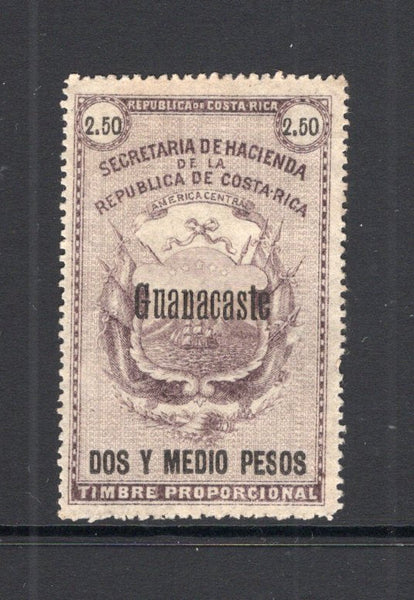 REPUBLICA DE COSTA-RICA
2.50 2.50
SECRETARIA DE HACIENDA
DE LA
REPUBLICA DE COSTA-RICA
AMERICA CENTRAL
Guanacaste
DOS Y MEDIO PESOS
TIMBRE PROPORCIONAL